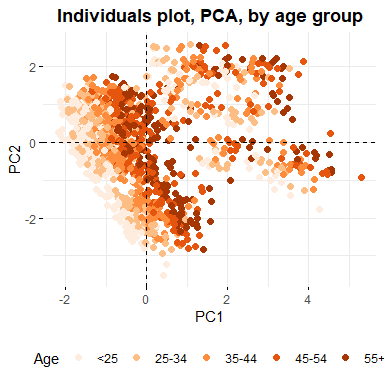 Individuals plot, PCA, by age group
PC2
2
0
-2
-2 0 2 4
PC1
Age <25 25-34 35-44 45-54 55+